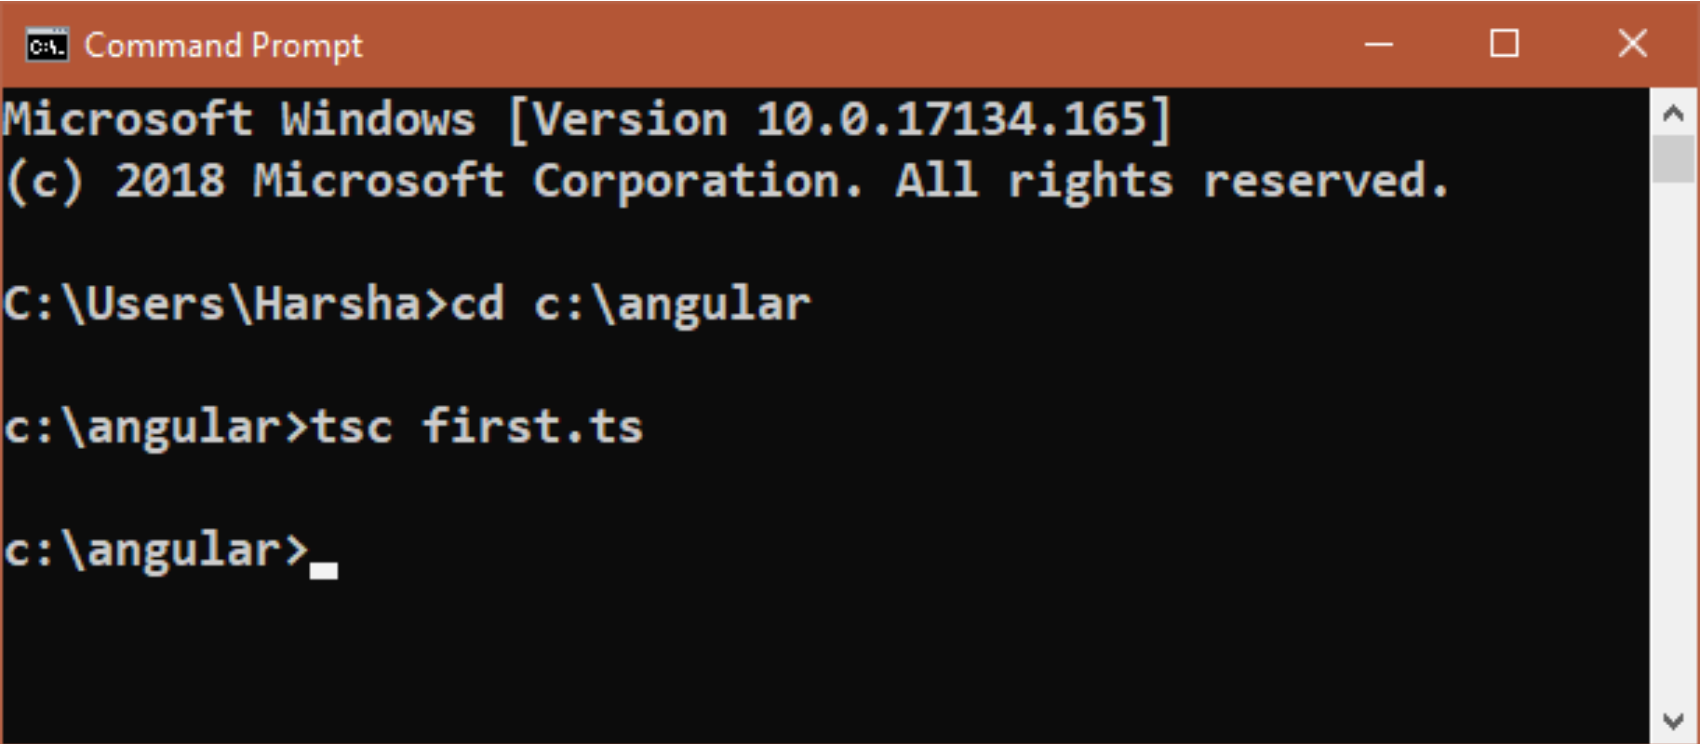 C:\. Command Prompt
Microsoft Windows [Version 10.0.17134.165]
(c) 2018 Microsoft Corporation. All rights reserved.
C:\Users\Harsha>cd c:\angular
c:\angular>tsc first.ts
c:\angular>